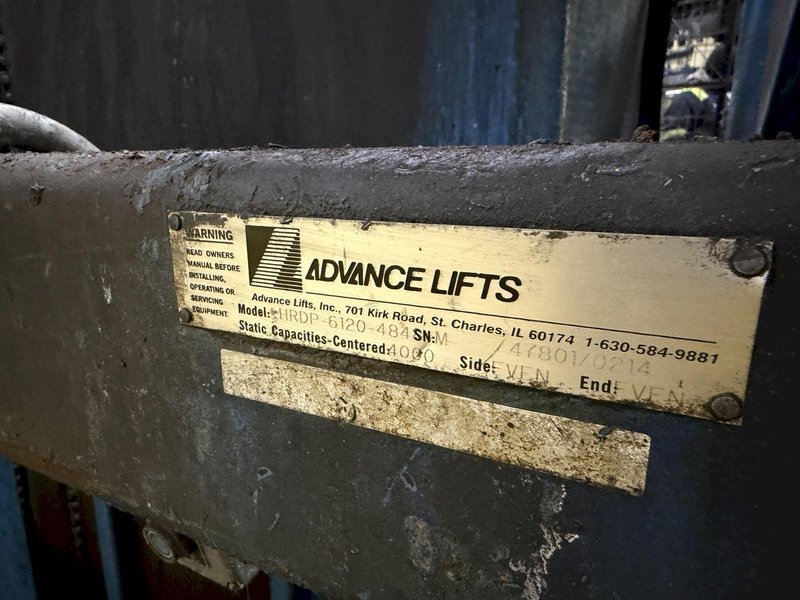 WARNING
READ OWNERS
MANUAL BEFORE
INSTALLING,
OPERATING OR
SERVICING
EQUIPMENT.
ADVANCE LIFTS
Advance Lifts, Inc., 701 Kirk Road, St. Charles, IL 60174 1-630-584-9881
Model: HRDP-6120-484 M SN: /47801/0214
Static Capacities-Centered: 4000 Side: EVEN End: EVEN